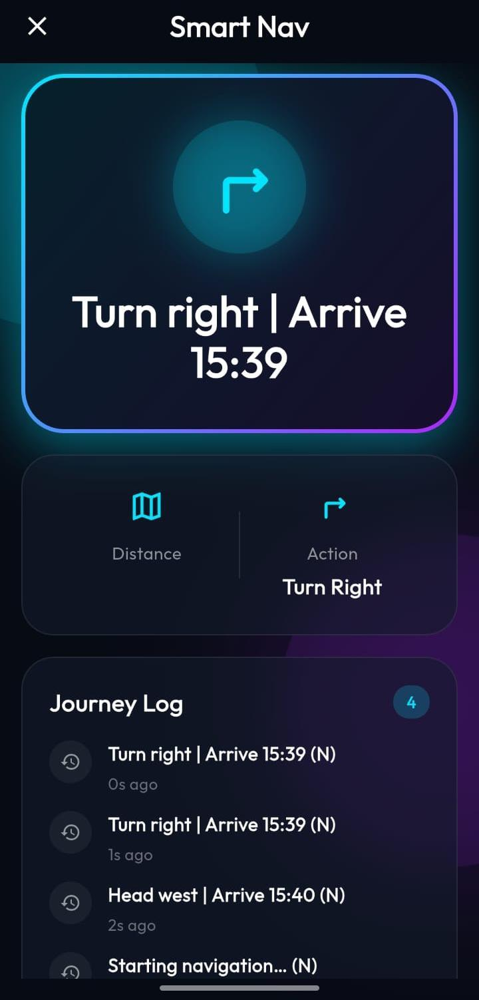 Smart Nav
Turn right | Arrive
15:39
Distance
Action
Turn Right
Journey Log
4
Turn right | Arrive 15:39 (N)
0s ago
Turn right | Arrive 15:39 (N)
1s ago
Head west | Arrive 15:40 (N)
2s ago
Starting navigation... (N)